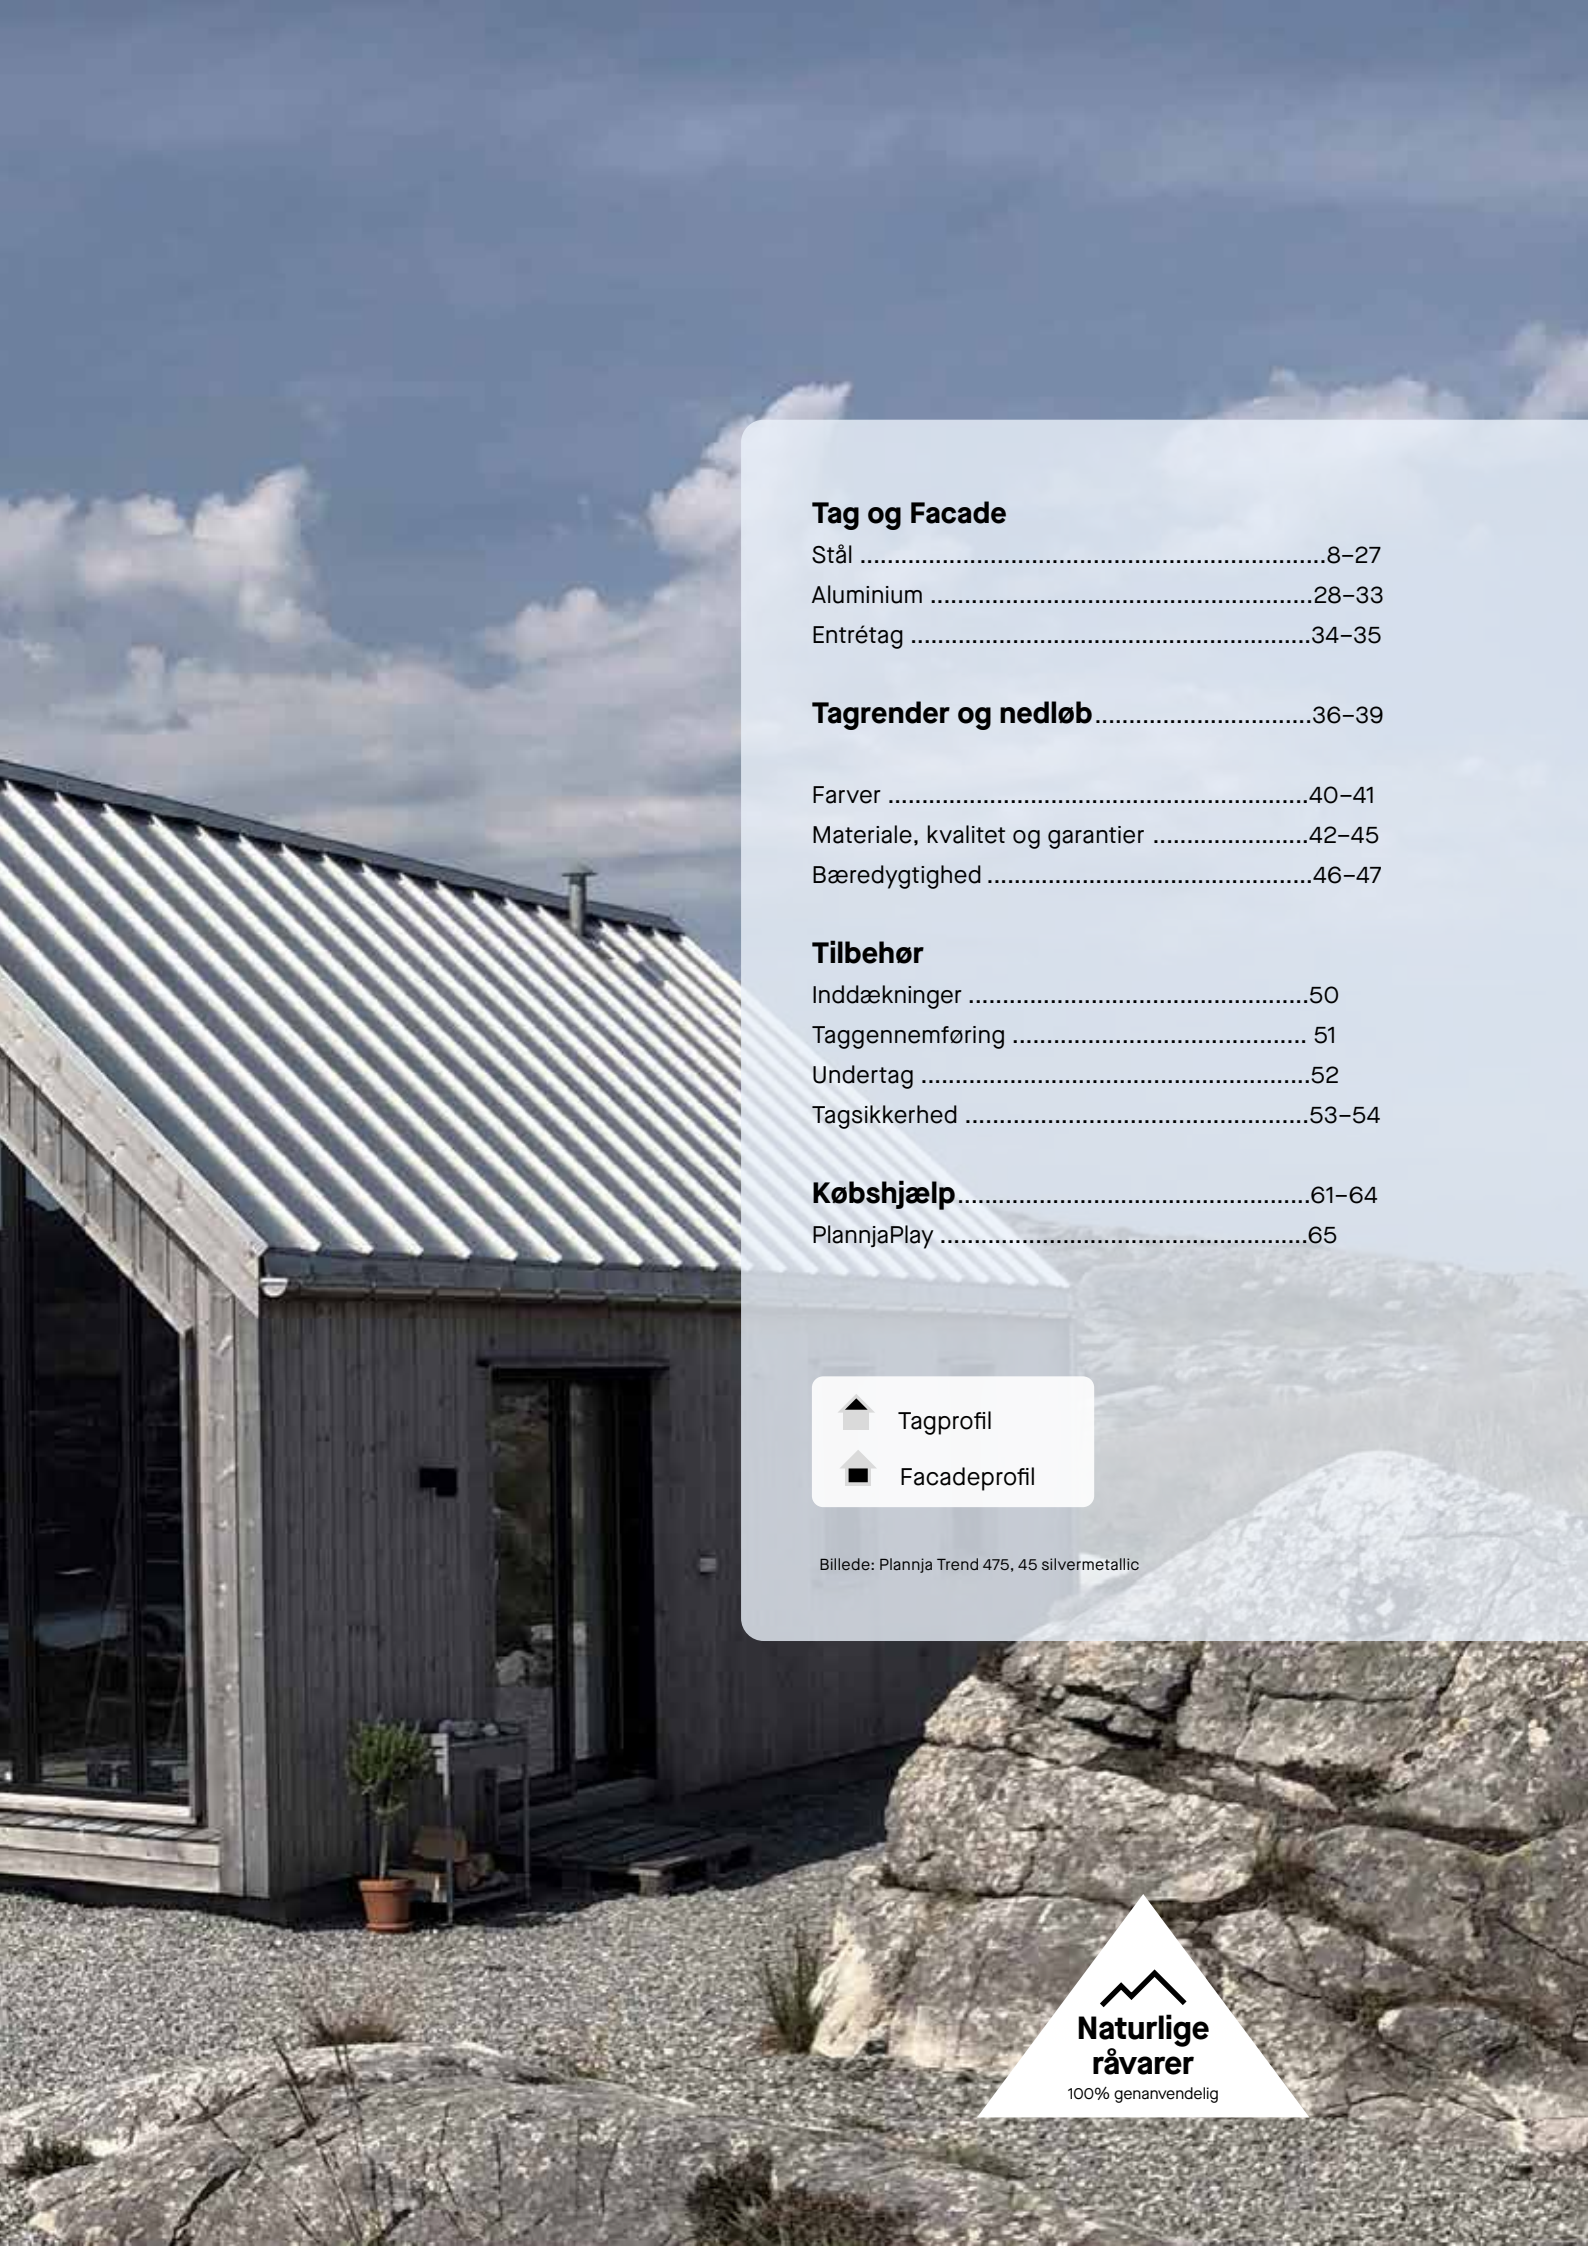 Tag og Facade
Stål ....................................................................8–27
Aluminium ........................................................28–33
Entrétag ...........................................................34–35
Tagrender og nedløb................................36–39
Farver ..............................................................40–41
Materiale, kvalitet og garantier .......................42–45
Bæredygtighed ................................................46–47
Tilbehør
Inddækninger ..................................................50
Taggennemføring ........................................... 51
Undertag .........................................................52
Tagsikkerhed ...................................................53–54
Købshjælp....................................................61–64
PlannjaPlay ......................................................65
Tagprofil
Facadeprofil
Billede: Plannja Trend 475, 45 silvermetallic
Naturlige
råvarer
100% genanvendelig